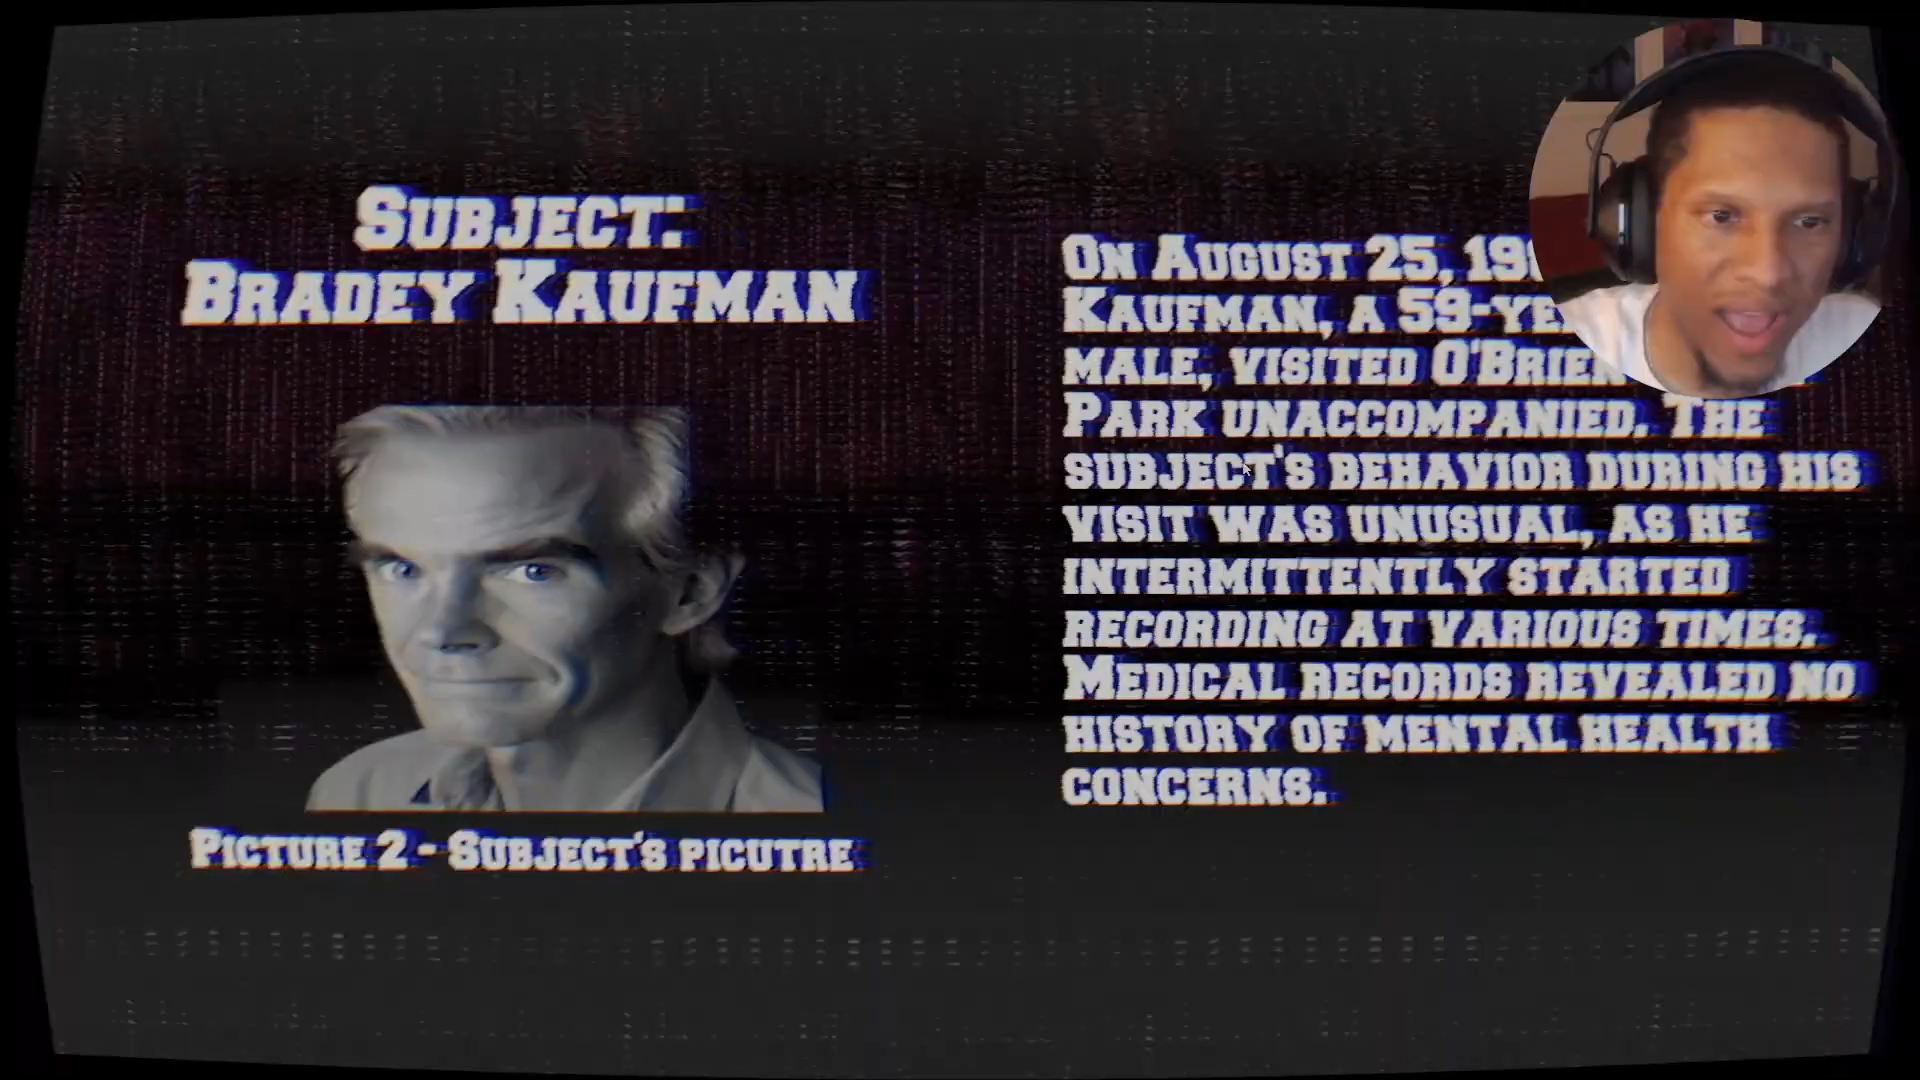 Subject:
Bradey Kaufman
Picture 2 - Subject's picutre
On August 25,
Kaufman, a
male, visited
Park unaccompanied. The
subject's behavior during his
visit was unusual, as he
intermittently started
recording at various times.
Medical records revealed no
history of mental health
concerns.